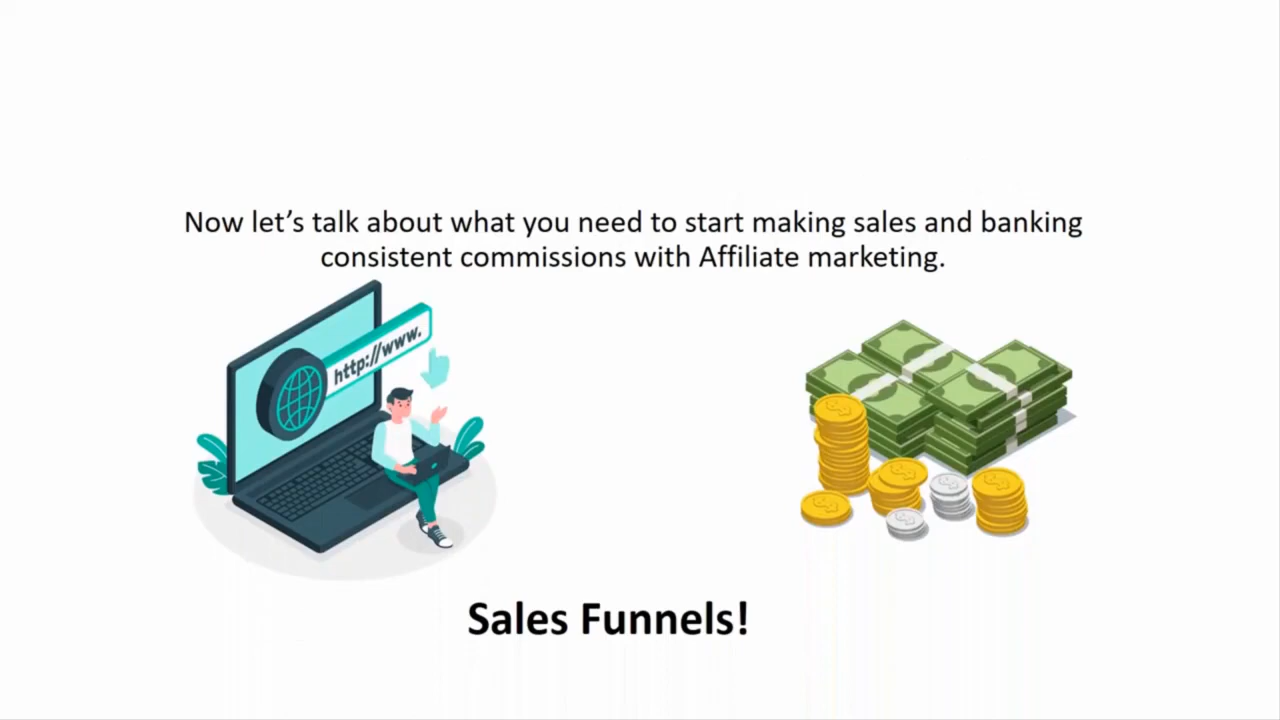 Now let’s talk about what you need to start making sales and banking
consistent commissions with Affiliate marketing.
http://www.
Sales Funnels!